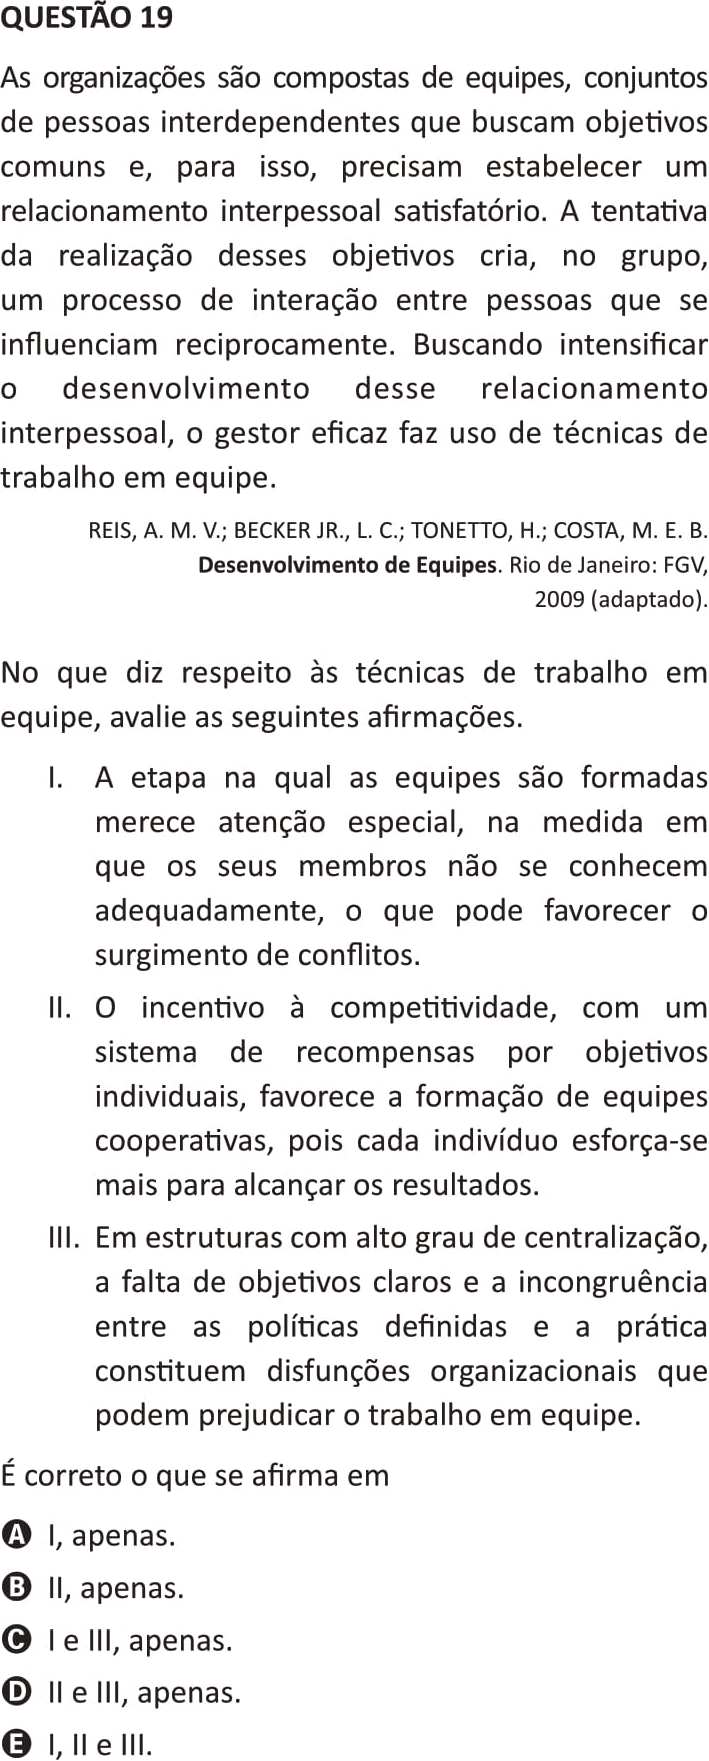 QUESTÃO 19
As organizações são compostas de equipes, conjuntos
de pessoas interdependentes que buscam objetivos
comuns e, para isso, precisam estabelecer um
relacionamento interpessoal satisfatório. A tentativa
da realização desses objetivos cria, no grupo,
um processo de interação entre pessoas que se
influenciam reciprocamente. Buscando intensificar
o desenvolvimento desse relacionamento
interpessoal, o gestor eficaz faz uso de técnicas de
trabalho em equipe.
REIS, A. M. V.; BECKER JR., L. C.; TONETTO, H.; COSTA, M. E. B.
Desenvolvimento de Equipes. Rio de Janeiro: FGV,
2009 (adaptado).
No que diz respeito às técnicas de trabalho em
equipe, avalie as seguintes afirmações.
I. A etapa na qual as equipes são formadas
merece atenção especial, na medida em
que os seus membros não se conhecem
adequadamente, o que pode favorecer o
surgimento de conflitos.
II. O incentivo à competitividade, com um
sistema de recompensas por objetivos
individuais, favorece a formação de equipes
cooperativas, pois cada indivíduo esforça-se
mais para alcançar os resultados.
III. Em estruturas com alto grau de centralização,
a falta de objetivos claros e a incongruência
entre as políticas definidas e a prática
constituem disfunções organizacionais que
podem prejudicar o trabalho em equipe.
É correto o que se afirma em
A I, apenas.
B II, apenas.
C I e III, apenas.
D II e III, apenas.
E I, II e III.